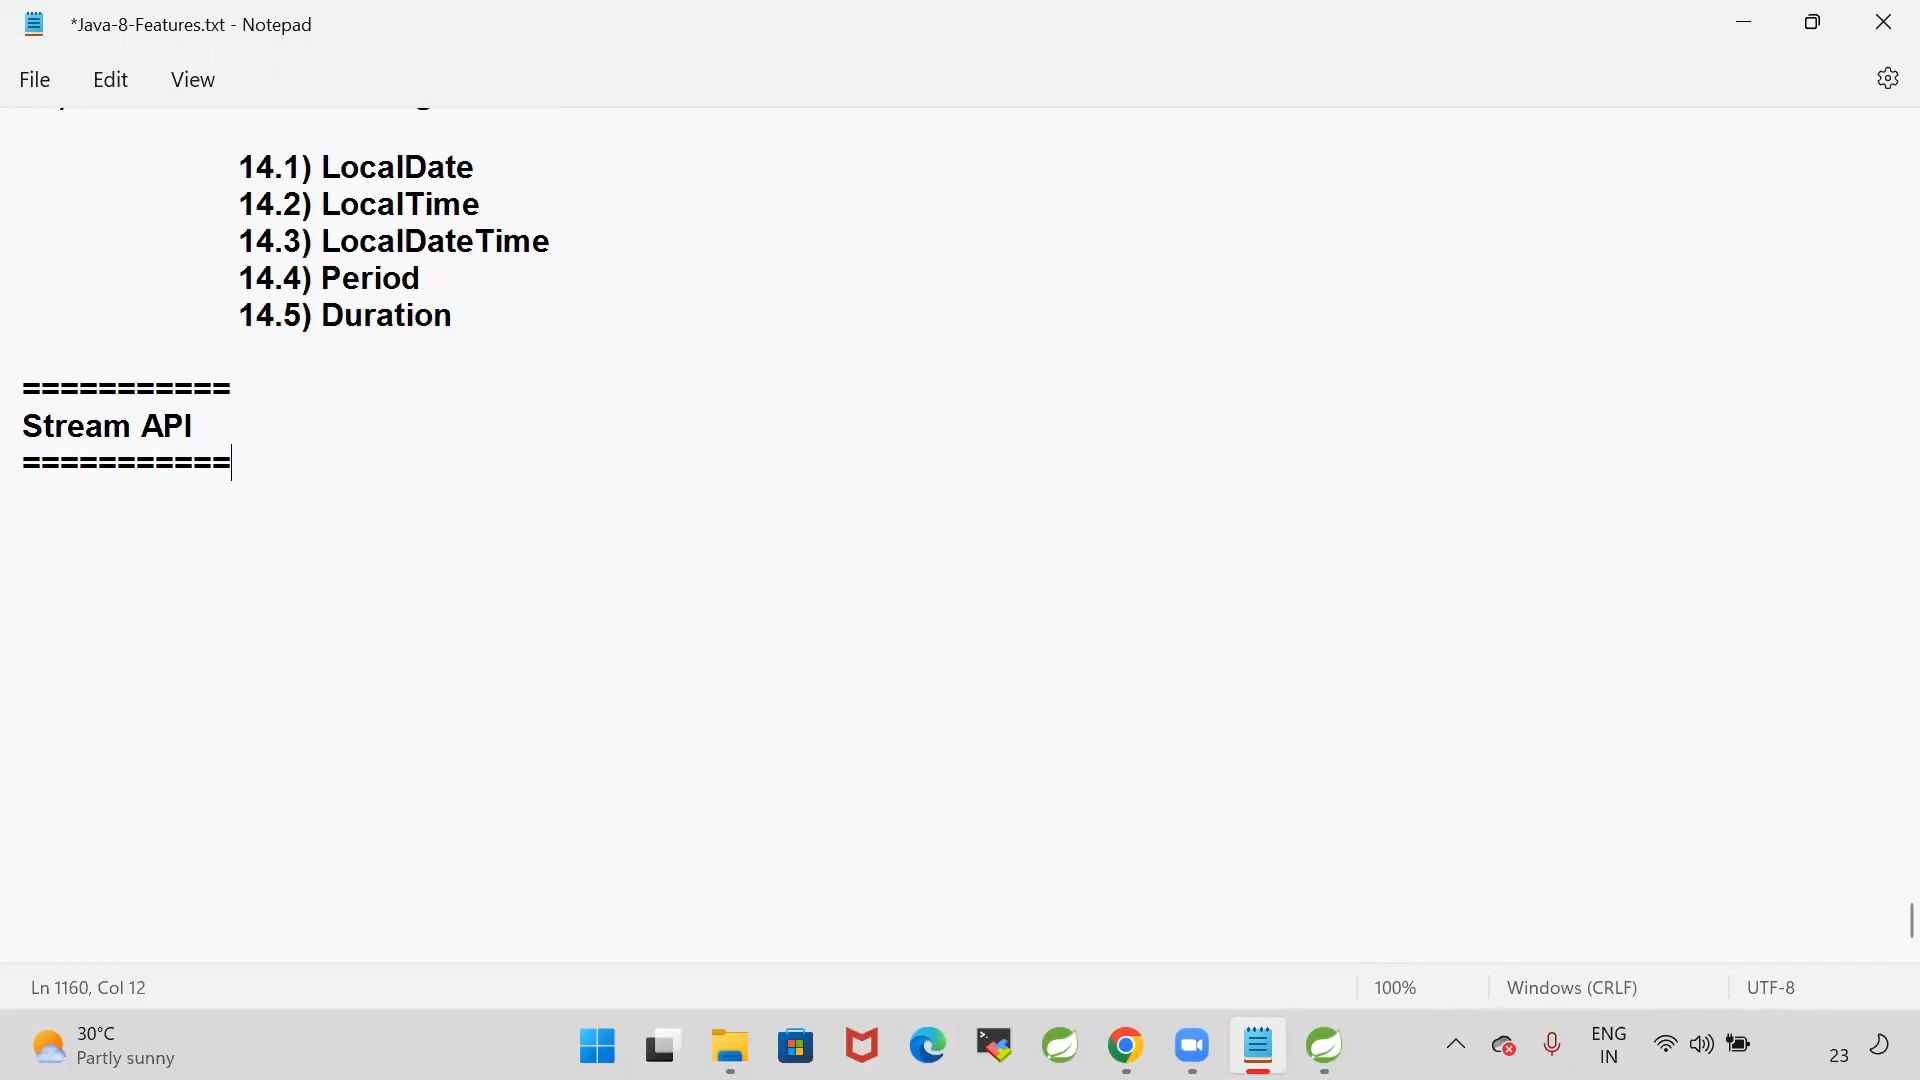 *Java-8-Features.txt - Notepad
File Edit View
14.1) LocalDate
14.2) LocalTime
14.3) LocalDateTime
14.4) Period
14.5) Duration
===========
Stream API
===========
Ln 1160, Col 12 100% Windows (CRLF) UTF-8
30°C
Partly sunny
ENG
IN
23